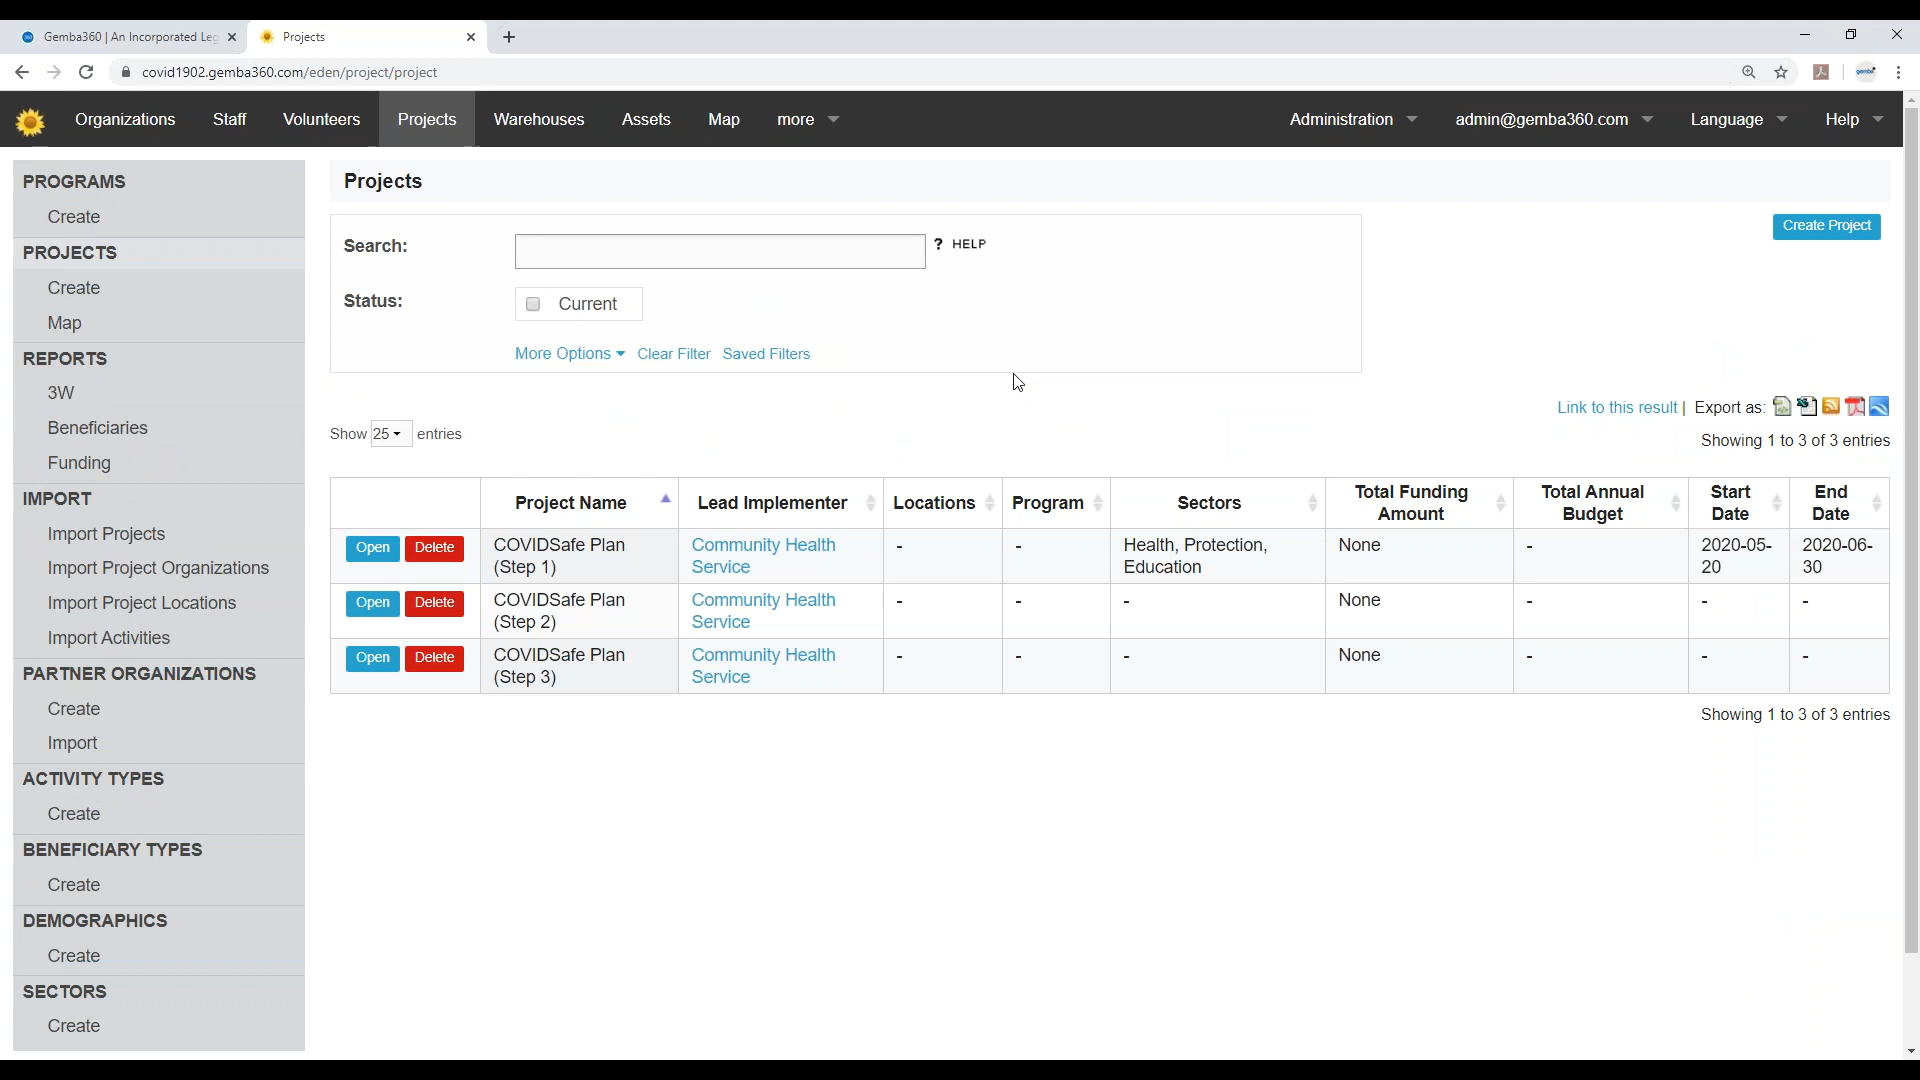 Gemba360 | An Incorporated Leg
Projects
covid1902.gemba360.com/eden/project/project
Organizations Staff Volunteers Projects Warehouses Assets Map more Administration admin@gemba360.com Language Help
PROGRAMS
Create
PROJECTS
Create
Map
REPORTS
3W
Beneficiaries
Funding
IMPORT
Import Projects
Import Project Organizations
Import Project Locations
Import Activities
PARTNER ORGANIZATIONS
Create
Import
ACTIVITY TYPES
Create
BENEFICIARY TYPES
Create
DEMOGRAPHICS
Create
SECTORS
Create
Projects
Create Project
Search: ? HELP
Status: Current
More Options Clear Filter Saved Filters
Link to this result | Export as:
Show 25 entries
Showing 1 to 3 of 3 entries
Project Name Lead Implementer Locations Program Sectors Total Funding Amount Total Annual Budget Start Date End Date
Open Delete COVIDSafe Plan (Step 1) Community Health Service - - Health, Protection, Education None - 2020-05-20 2020-06-30
Open Delete COVIDSafe Plan (Step 2) Community Health Service - - - None - - -
Open Delete COVIDSafe Plan (Step 3) Community Health Service - - - None - - -
Showing 1 to 3 of 3 entries